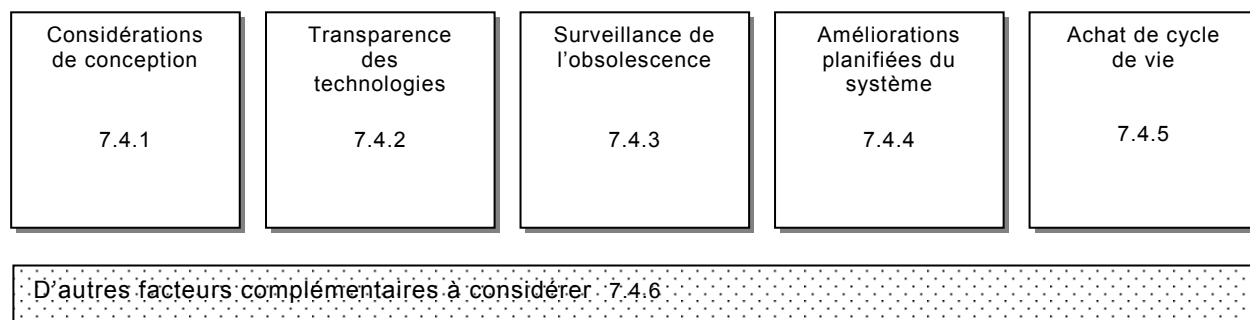 Considérations
de conception
7.4.1
Transparence
des
technologies
7.4.2
Surveillance de
l'obsolescence
7.4.3
Améliorations
planifiées du
système
7.4.4
Achat de cycle
de vie
7.4.5
D'autres facteurs complémentaires à considérer 7.4.6